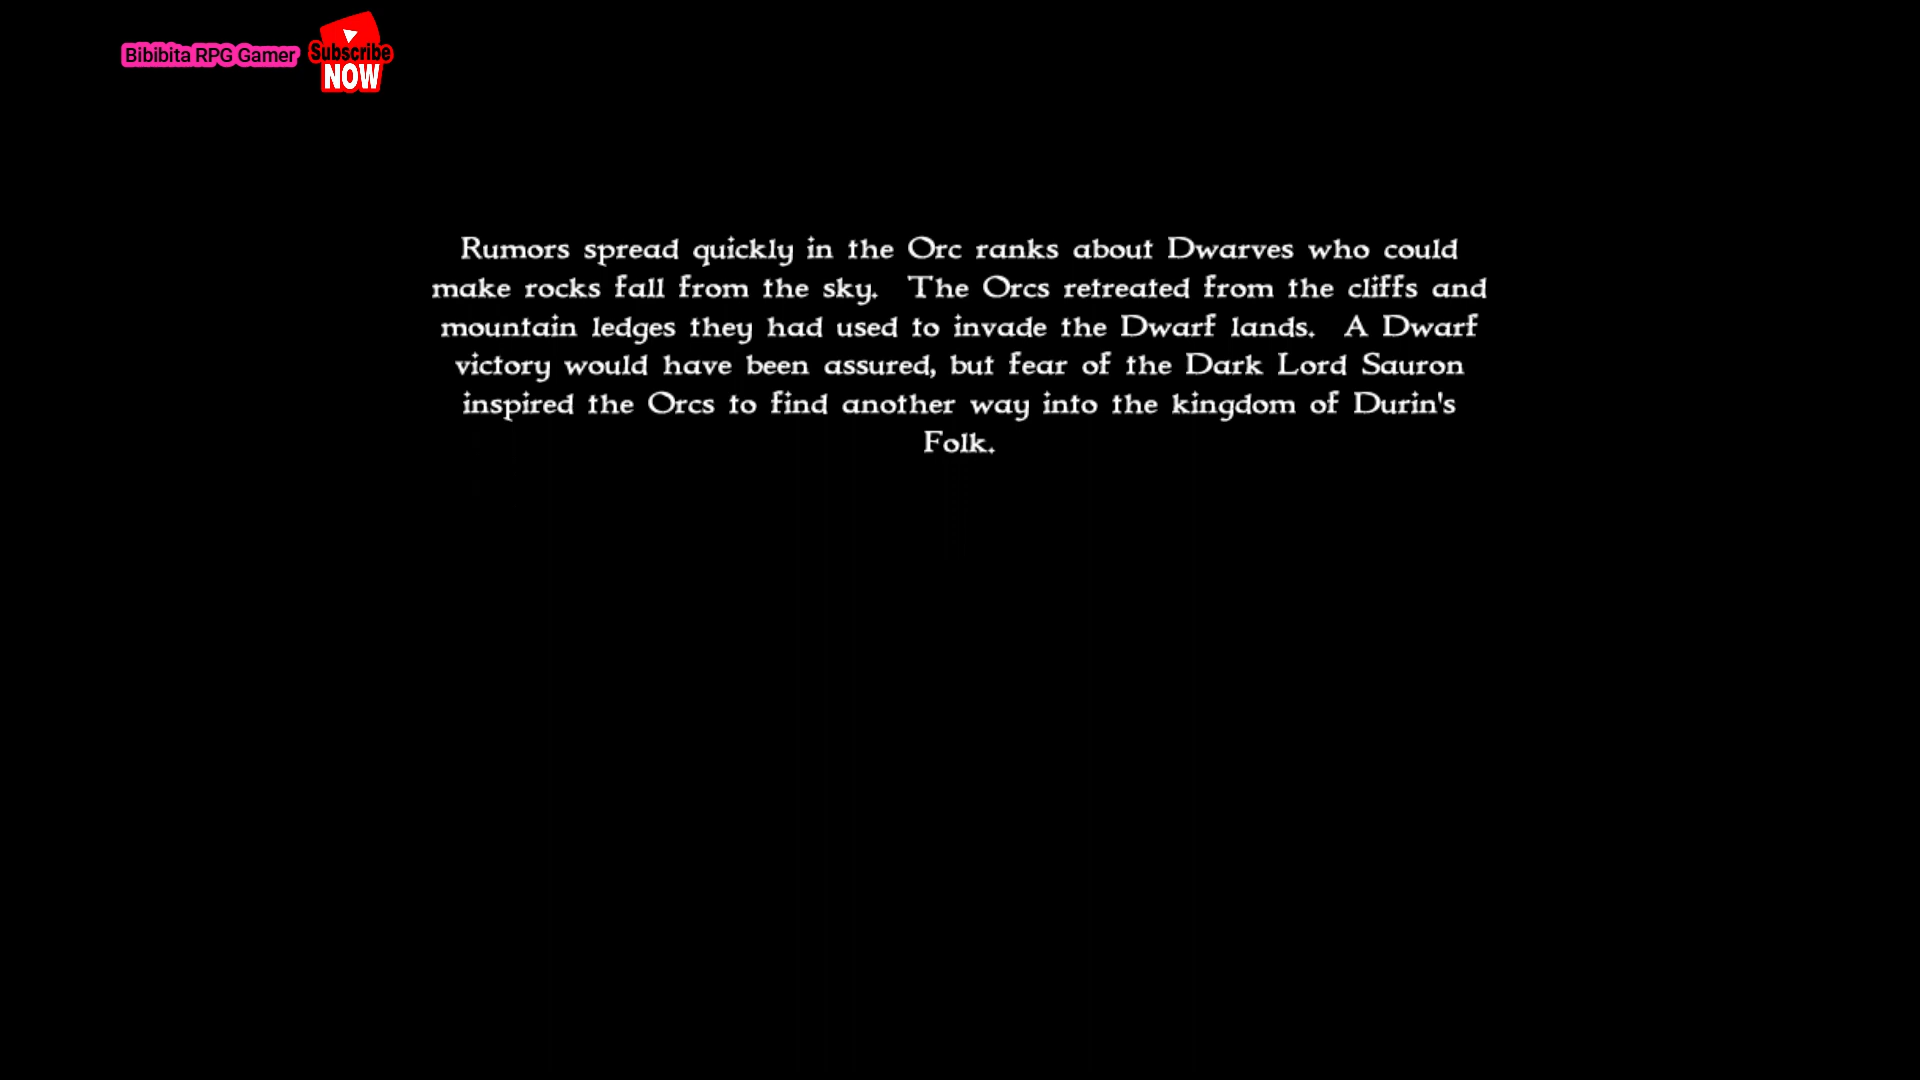 Bibibita RPG Gamer
Subscribe
NOW
Rumors spread quickly in the Orc ranks about Dwarves who could
make rocks fall from the sky.  The Orcs retreated from the cliffs and
mountain ledges they had used to invade the Dwarf lands.  A Dwarf
victory would have been assured, but fear of the Dark Lord Sauron
inspired the Orcs to find another way into the kingdom of Durin's
Folk.